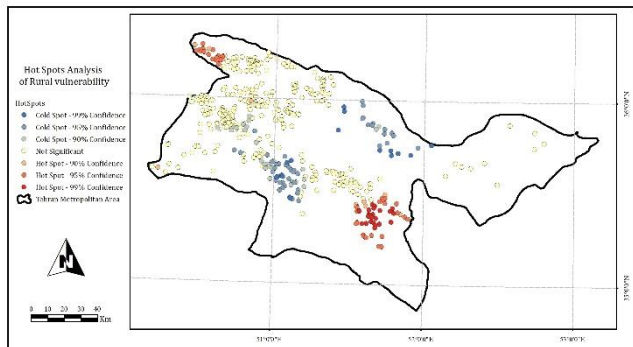 Hot Spots Analysis
of Rural vulnerability
HotSpots
Cold Spot - 99% Confidence
Cold Spot - 95% Confidence
Cold Spot - 90% Confidence
Not Significant
Hot Spot - 90% Confidence
Hot Spot - 95% Confidence
Hot Spot - 99% Confidence
Tehran Metropolitan Area
N
0 10 20 30 40
Km